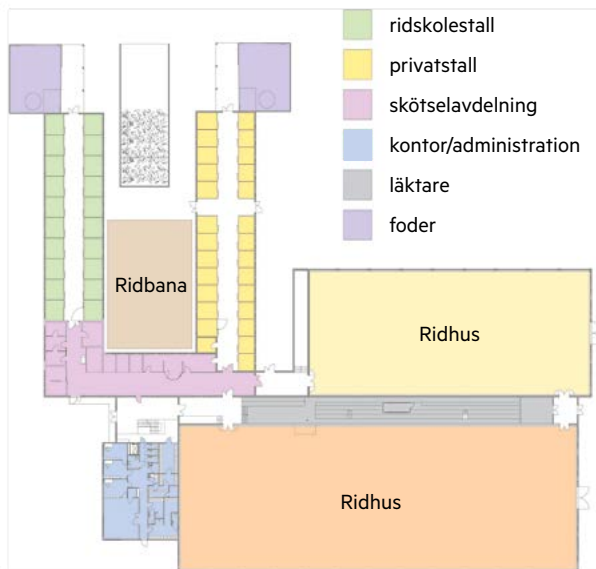 ridskolestall
privatstall
skötselavdelning
kontor/administration
läktare
foder
Ridbana
Ridhus
Ridhus